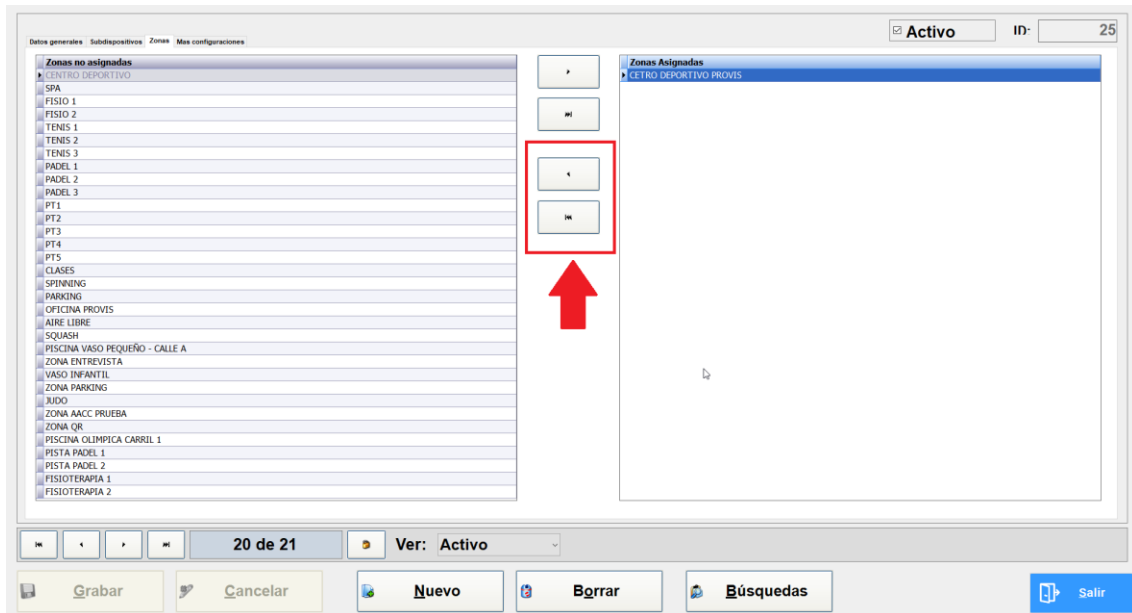 Activo ID- 25
Datos generales Subdispositivos Zonas Mas configuraciones
Zonas no asignadas
CENTRO DEPORTIVO
SPA
FISIO 1
FISIO 2
TENIS 1
TENIS 2
TENIS 3
PADEL 1
PADEL 2
PADEL 3
PT1
PT2
PT3
PT4
PT5
CLASES
SPINNING
PARKING
OFICINA PROVIS
AIRE LIBRE
SQUASH
PISCINA VASO PEQUEÑO - CALLE A
ZONA ENTREVISTA
VASO INFANTIL
ZONA PARKING
JUDO
ZONA AACC PRUEBA
ZONA QR
PISCINA OLIMPICA CARRIL 1
PISTA PADEL 1
PISTA PADEL 2
FISIOTERAPIA 1
FISIOTERAPIA 2
Zonas Asignadas
CETRO DEPORTIVO PROVIS
20 de 21 Ver: Activo
Grabar Cancelar Nuevo Borrar Búsquedas Salir